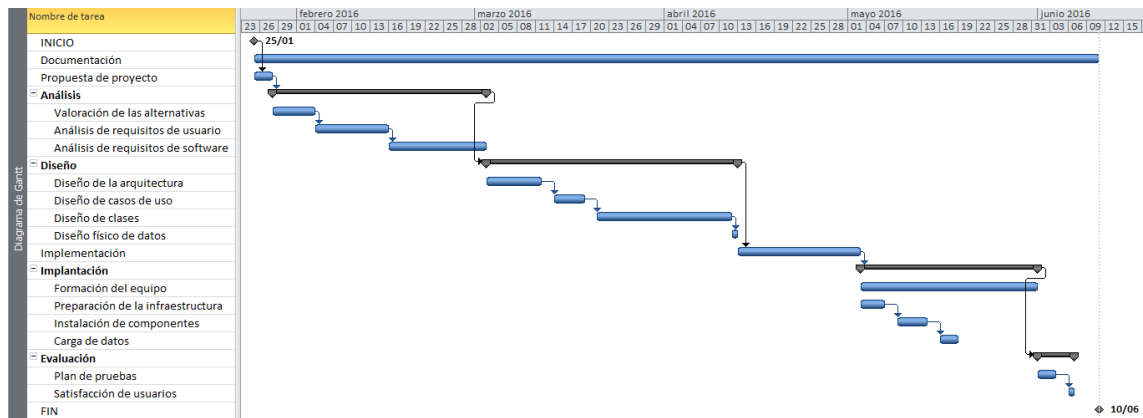 Nombre de tarea
febrero 2016 marzo 2016 abril 2016 mayo 2016 junio 2016
23 26 29 01 04 07 10 13 16 19 22 25 28 02 05 08 11 14 17 20 23 26 29 01 04 07 10 13 16 19 22 25 28 01 04 07 10 13 16 19 22 25 28 31 03 06 09 12 15
INICIO 25/01
Documentación
Propuesta de proyecto
Análisis
Valoración de las alternativas
Análisis de requisitos de usuario
Análisis de requisitos de software
Diseño
Diseño de la arquitectura
Diseño de casos de uso
Diseño de clases
Diseño físico de datos
Implementación
Implantación
Formación del equipo
Preparación de la infraestructura
Instalación de componentes
Carga de datos
Evaluación
Plan de pruebas
Satisfacción de usuarios
FIN 10/06
Diagrama de Gantt